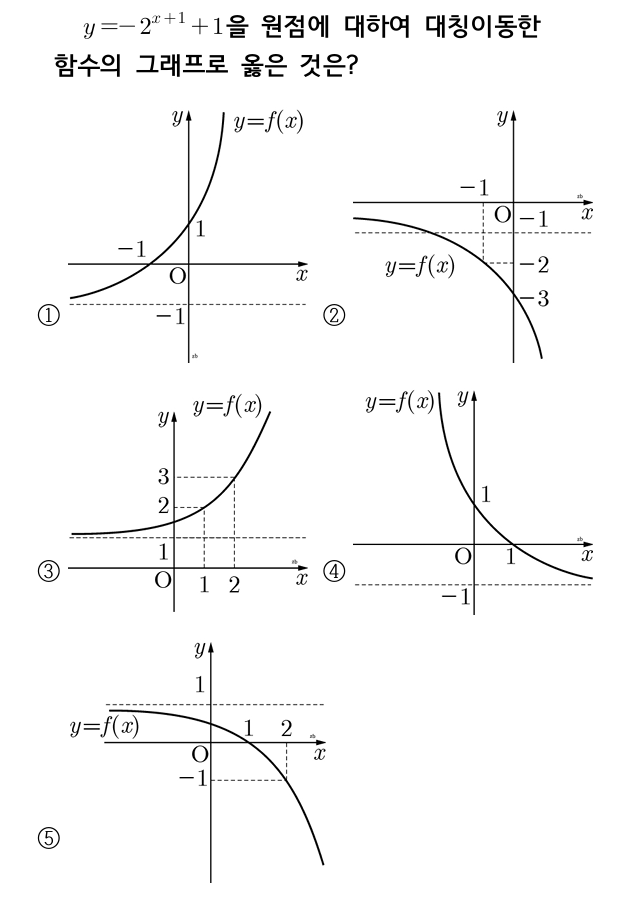 y=-2^{x+1}+1을 원점에 대하여 대칭이동한
함수의 그래프로 옳은 것은?
y y=f(x)
1
-1
O x
① -1
y
-1
O -1 x
y=f(x) -2
② -3
y=f(x)
y
3
2
1
③ O 1 2 x
y=f(x) y
1
④ O 1 x
-1
y
1
y=f(x) 1 2
O x
-1
⑤